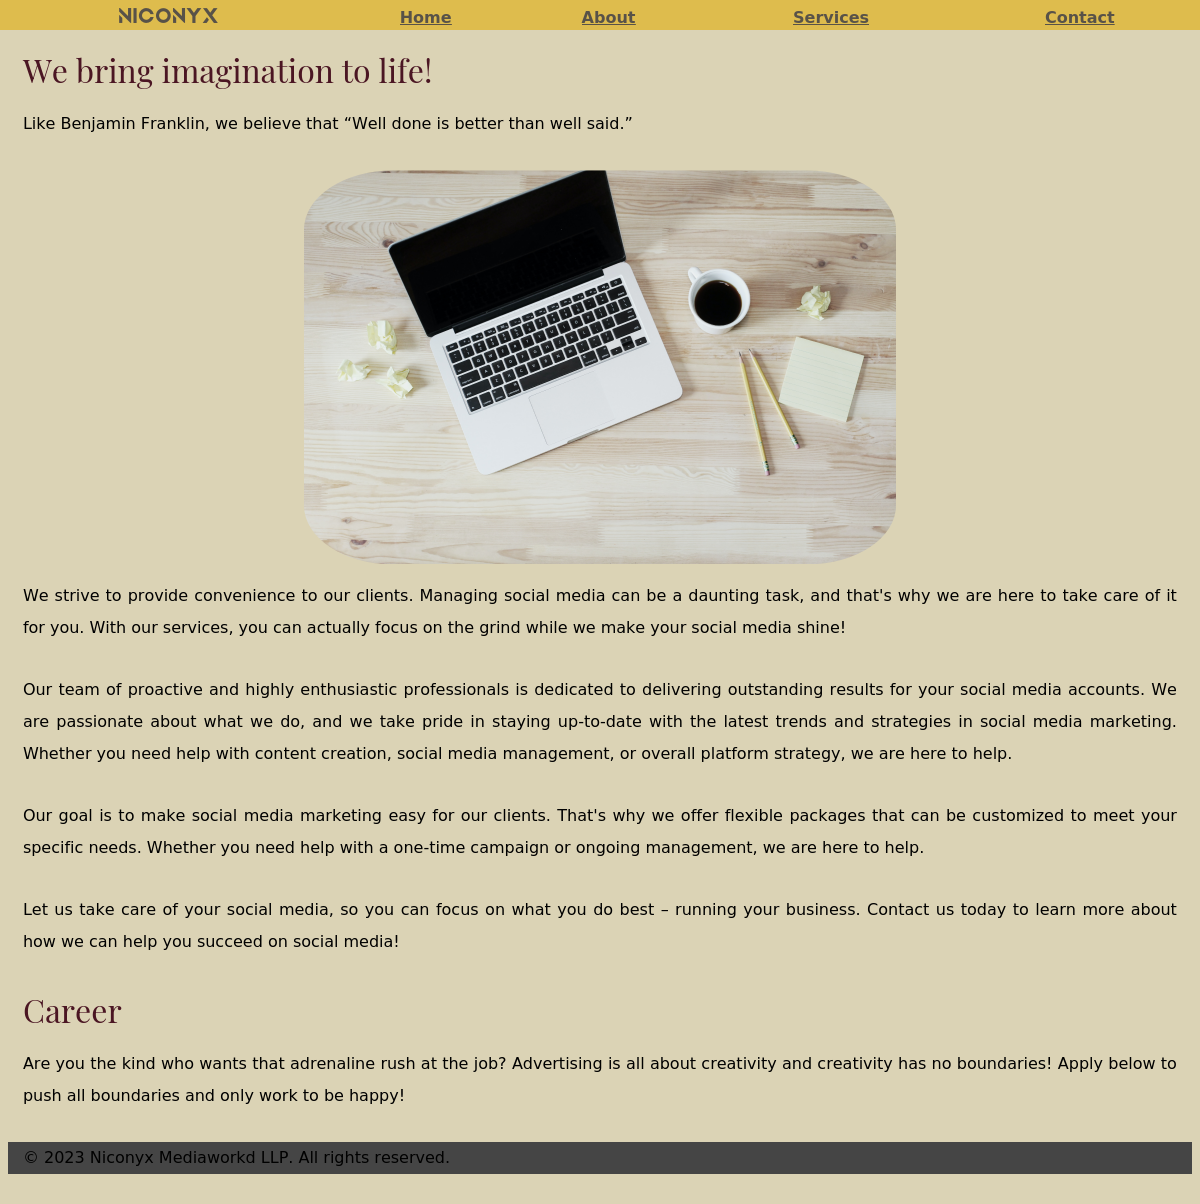 NICONYX Home About Services Contact
We bring imagination to life!
Like Benjamin Franklin, we believe that “Well done is better than well said.”
We strive to provide convenience to our clients. Managing social media can be a daunting task, and that's why we are here to take care of it
for you. With our services, you can actually focus on the grind while we make your social media shine!
Our team of proactive and highly enthusiastic professionals is dedicated to delivering outstanding results for your social media accounts. We
are passionate about what we do, and we take pride in staying up-to-date with the latest trends and strategies in social media marketing.
Whether you need help with content creation, social media management, or overall platform strategy, we are here to help.
Our goal is to make social media marketing easy for our clients. That's why we offer flexible packages that can be customized to meet your
specific needs. Whether you need help with a one-time campaign or ongoing management, we are here to help.
Let us take care of your social media, so you can focus on what you do best – running your business. Contact us today to learn more about
how we can help you succeed on social media!
Career
Are you the kind who wants that adrenaline rush at the job? Advertising is all about creativity and creativity has no boundaries! Apply below to
push all boundaries and only work to be happy!
© 2023 Niconyx Mediaworkd LLP. All rights reserved.